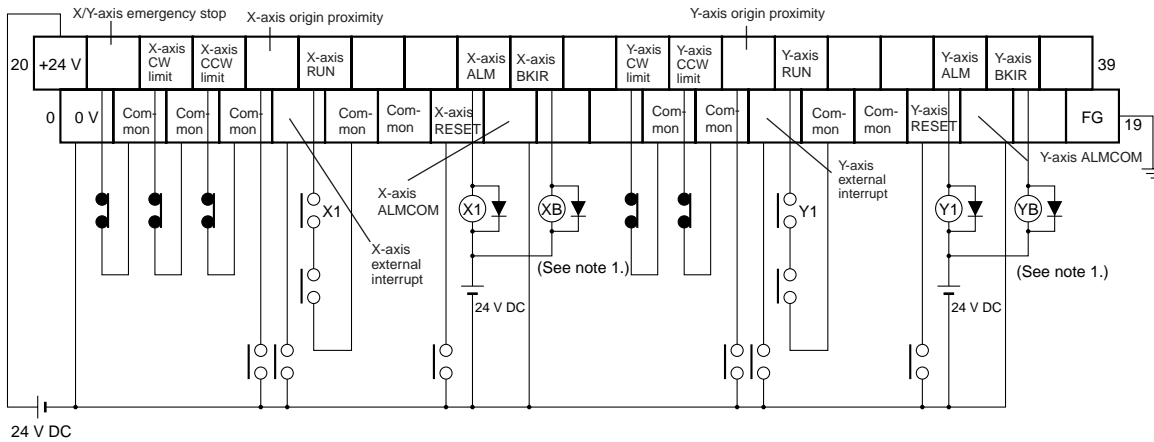 X/Y-axis emergency stop
X-axis origin proximity
Y-axis origin proximity
20
+24 V
X-axis CW limit
X-axis CCW limit
X-axis RUN
X-axis ALM
X-axis BKIR
Y-axis CW limit
Y-axis CCW limit
Y-axis RUN
Y-axis ALM
Y-axis BKIR
39
0
0 V
Com-mon
Com-mon
Com-mon
Com-mon
Com-mon
X-axis RESET
Com-mon
Com-mon
Com-mon
Com-mon
Y-axis RESET
FG
19
Y-axis ALMCOM
Y-axis
external
interrupt
X-axis
ALMCOM
X1
X1
XB
Y1
Y1
YB
X-axis
external
interrupt
(See note 1.)
(See note 1.)
24 V DC
24 V DC
24 V DC